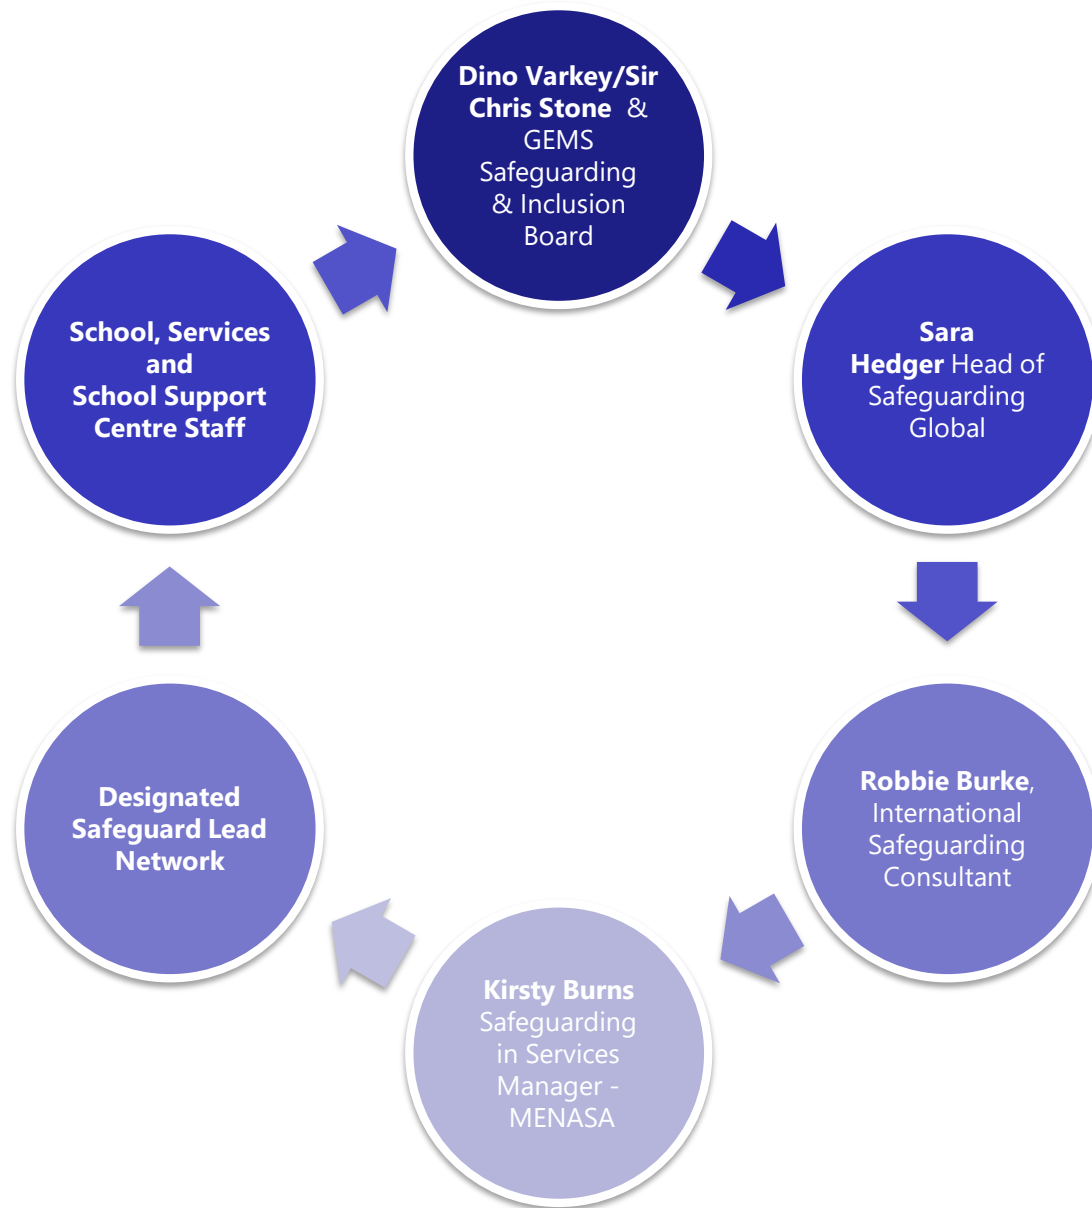 Dino Varkey/Sir
Chris Stone &
GEMS
Safeguarding
& Inclusion
Board
Sara
Hedger Head of
Safeguarding
Global
Robbie Burke,
International
Safeguarding
Consultant
Kirsty Burns
Safeguarding
in Services
Manager -
MENASA
Designated
Safeguard Lead
Network
School, Services
and
School Support
Centre Staff